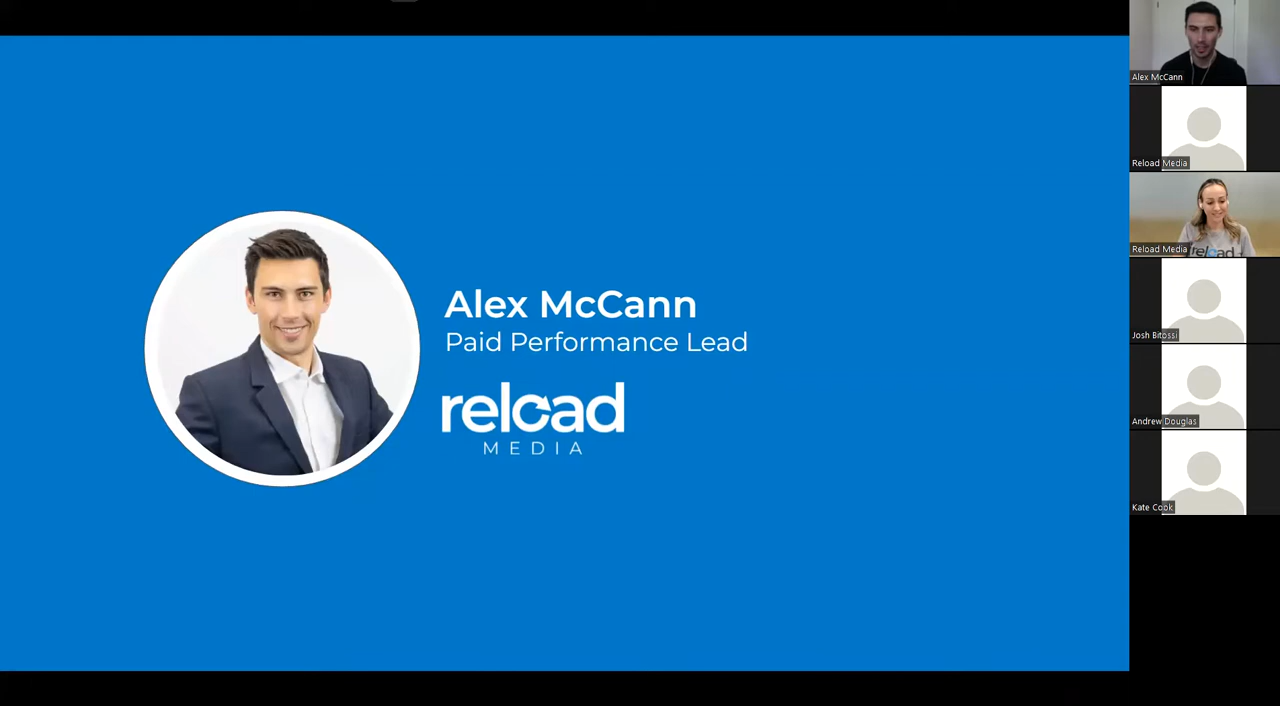 Alex McCann
Paid Performance Lead
reload
MEDIA
Alex McCann
Reload Media
reload
Reload Media
Josh Bitossi
Andrew Douglas
Kate Cook